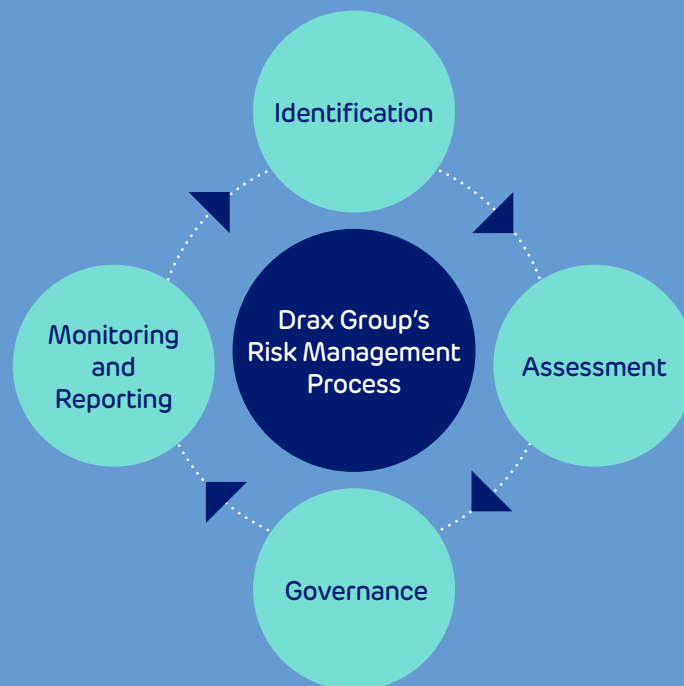 Identification
Drax Group's
Risk Management
Process
Monitoring
and
Reporting
Assessment
Governance